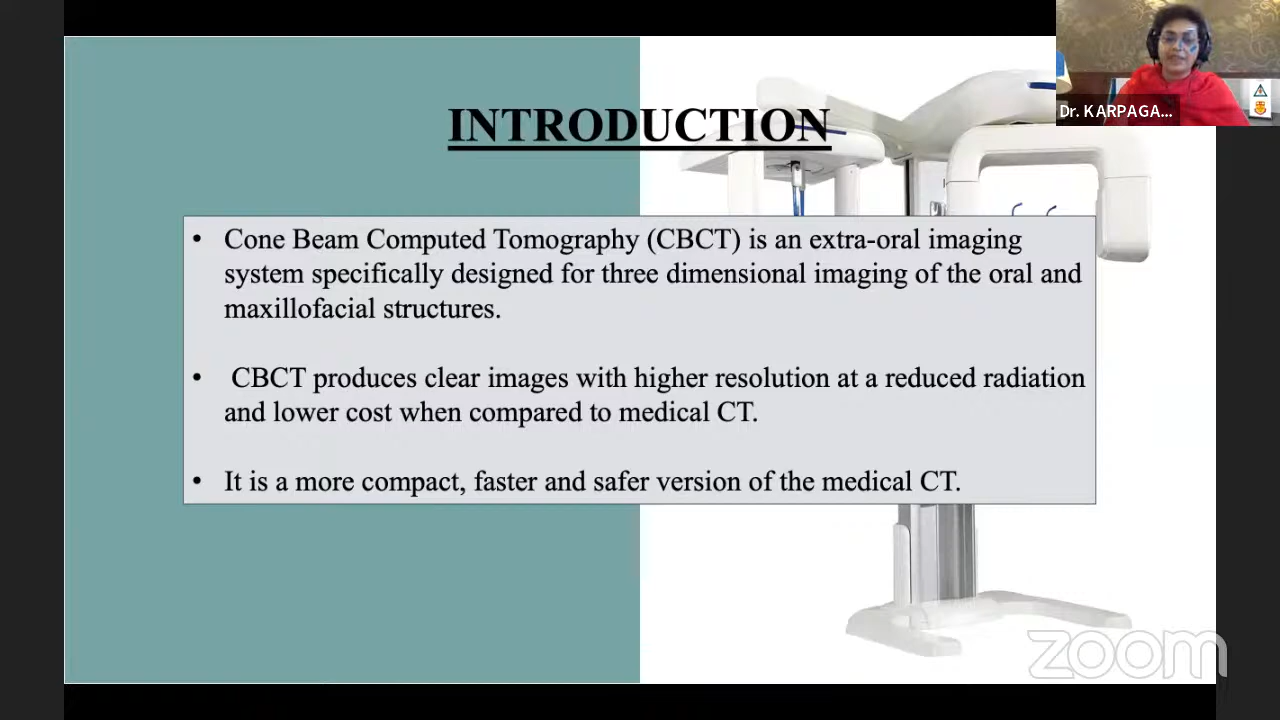 INTRODUCTION
• Cone Beam Computed Tomography (CBCT) is an extra-oral imaging
system specifically designed for three dimensional imaging of the oral and
maxillofacial structures.
• CBCT produces clear images with higher resolution at a reduced radiation
and lower cost when compared to medical CT.
• It is a more compact, faster and safer version of the medical CT.
Dr. KARPAGA...
zoom